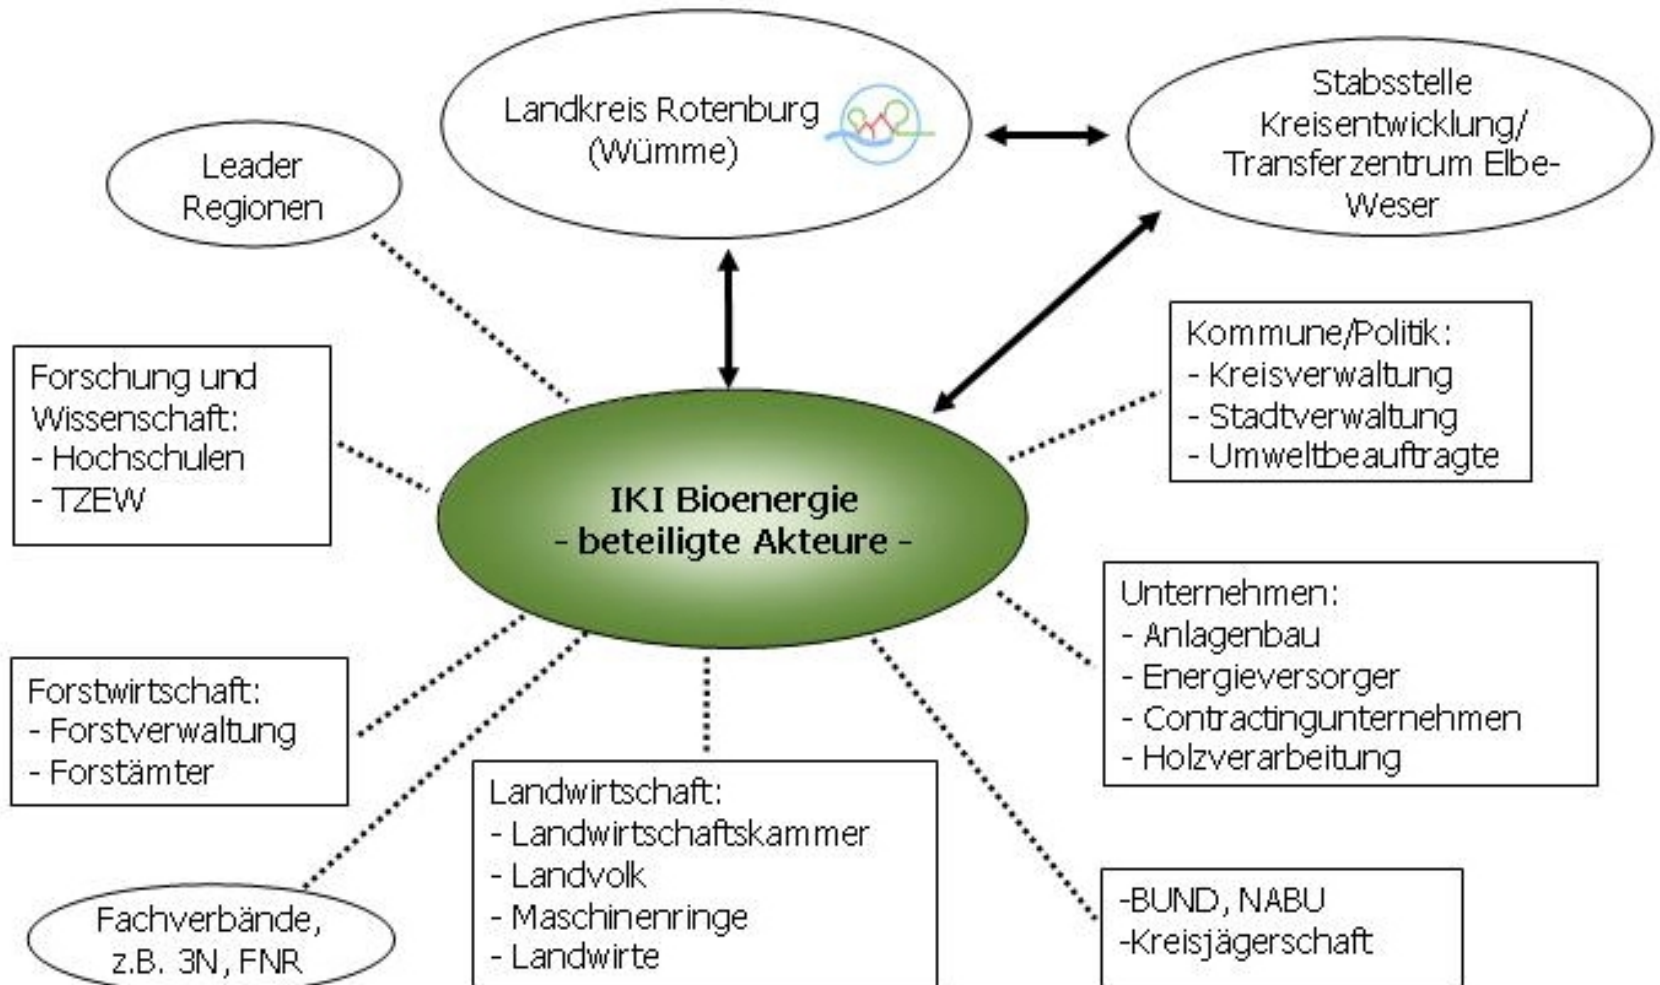 Landkreis Rotenburg
(Wümme)
Stabsstelle
Kreisentwicklung/
Transferzentrum Elbe-
Weser
Leader
Regionen
Kommune/Politik:
- Kreisverwaltung
- Stadtverwaltung
- Umweltbeauftragte
Forschung und
Wissenschaft:
- Hochschulen
- TZEW
IKI Bioenergie
- beteiligte Akteure -
Unternehmen:
- Anlagenbau
- Energieversorger
- Contractingunternehmen
- Holzverarbeitung
Forstwirtschaft:
- Forstverwaltung
- Forstämter
Landwirtschaft:
- Landwirtschaftskammer
- Landvolk
- Maschinenringe
- Landwirte
-BUND, NABU
-Kreisjägerschaft
Fachverbände,
z.B. 3N, FNR